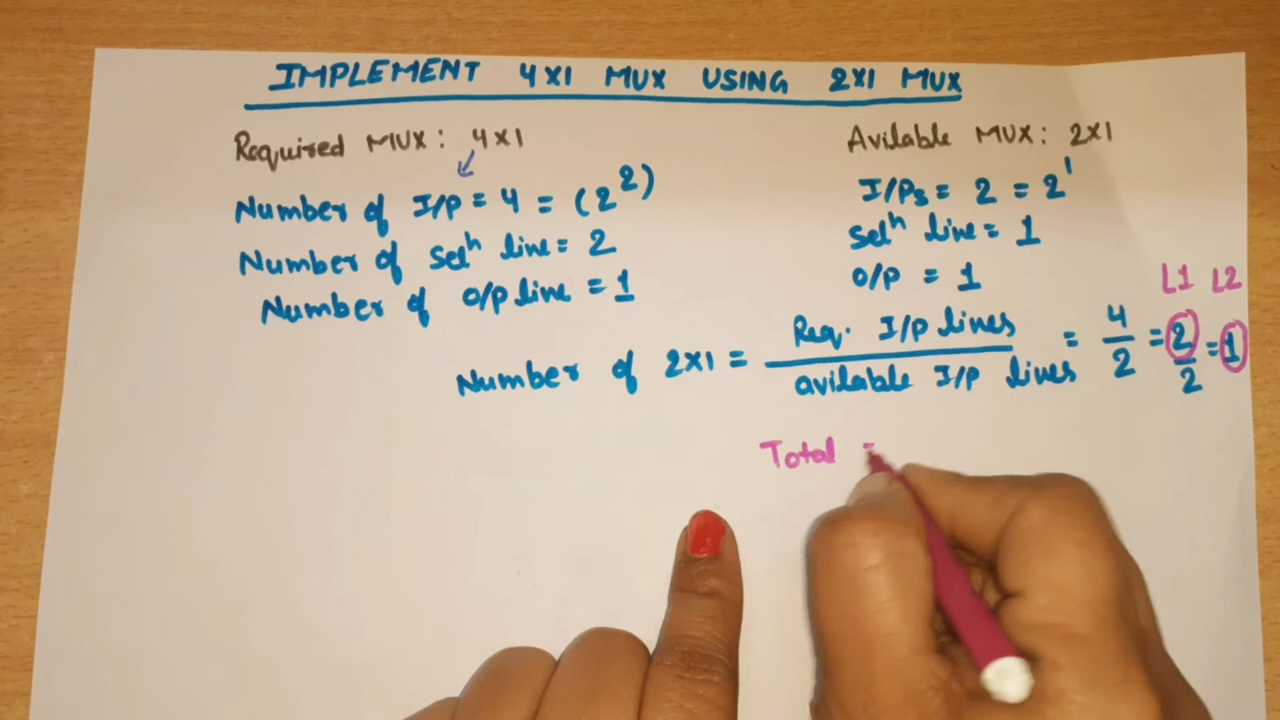 IMPLEMENT 4X1 MUX USING 2X1 MUX
Required MUX: 4X1
Number of I/P = 4 = (2²)
Number of selⁿ line = 2
Number of O/P line = 1
Avilable MUX: 2X1
I/Ps = 2 = 2¹
selⁿ line = 1
O/P = 1
L1 L2
Number of 2X1 = Req. I/P lines / avilable I/P lines = 4/2 = 2/2 = 1
Total =